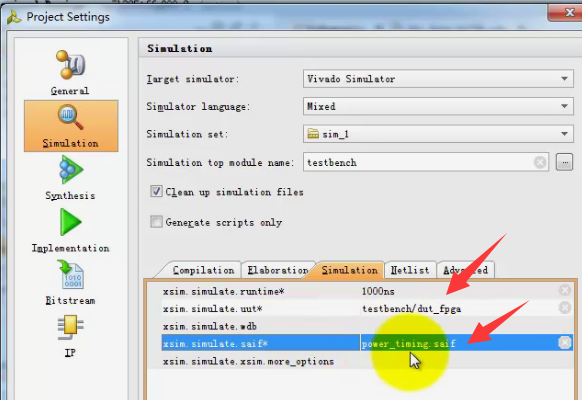 Project Settings
General
Simulation
Synthesis
Implementation
Bitstream
IP
Simulation
Target simulator: Vivado Simulator
Simulator language: Mixed
Simulation set: sim_1
Simulation top module name: testbench ...
Clean up simulation files
Generate scripts only
Compilation Elaboration Simulation Netlist Advanced
xsim.simulate.runtime* 1000ns
xsim.simulate.uut* testbench/dut_fpga
xsim.simulate.wdb
xsim.simulate.saif* power_timing.saif
xsim.simulate.xsim.more_options